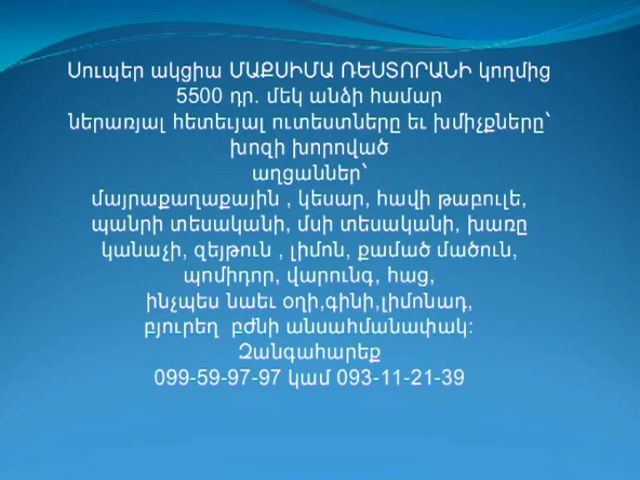 Սուպեր ակցիա ՄԱՔՍԻՄԱ ՌԵՍՏՈՐԱՆԻ կողմից
5500 դր. մեկ անձի համար
ներառյալ հետեւյալ ուտեստները եւ խմիչքները՝
խոզի խորոված
աղցաններ՝
մայրաքաղաքային , կեսար, հավի թաբուլե,
պանրի տեսականի, մսի տեսականի, խառը
կանաչի, զեյթուն , լիմոն, քամած մածուն,
պոմիդոր, վարունգ, հաց,
ինչպես նաեւ օղի,գինի,լիմոնադ,
բյուրեղ բժնի անսահմանափակ:
Զանգահարեք
099-59-97-97 կամ 093-11-21-39